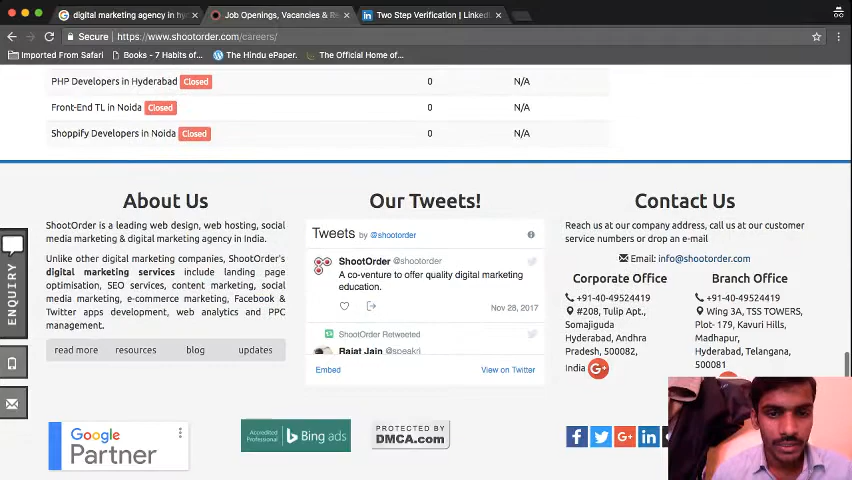 digital marketing agency in hy
Job Openings, Vacancies & Re
Two Step Verification | LinkedI
Secure
https://www.shootorder.com/careers/
Imported From Safari
Books - 7 Habits of...
The Hindu ePaper.
The Official Home of...
PHP Developers in Hyderabad Closed 0 N/A
Front-End TL in Noida Closed 0 N/A
Shoppify Developers in Noida Closed 0 N/A
ENQUIRY
About Us
ShootOrder is a leading web design, web hosting, social
media marketing & digital marketing agency in India.
Unlike other digital marketing companies, ShootOrder's
digital marketing services include landing page
optimisation, SEO services, content marketing, social
media marketing, e-commerce marketing, Facebook &
Twitter apps development, web analytics and PPC
management.
read more resources blog updates
Our Tweets!
Tweets by @shootorder
ShootOrder @shootorder
A co-venture to offer quality digital marketing
education.
Nov 28, 2017
ShootOrder Retweeted
Rajat Jain @speakrj
Embed View on Twitter
Contact Us
Reach us at our company address, call us at our customer
service numbers or drop an e-mail
Email: info@shootorder.com
Corporate Office
+91-40-49524419
#208, Tulip Apt.,
Somajiguda
Hyderabad, Andhra
Pradesh, 500082,
India
G+
Branch Office
+91-40-49524419
Wing 3A, TSS TOWERS,
Plot- 179, Kavuri Hills,
Madhapur,
Hyderabad, Telangana,
500081
Google
Partner
Accredited
Professional
Bing ads
PROTECTED BY
DMCA.com